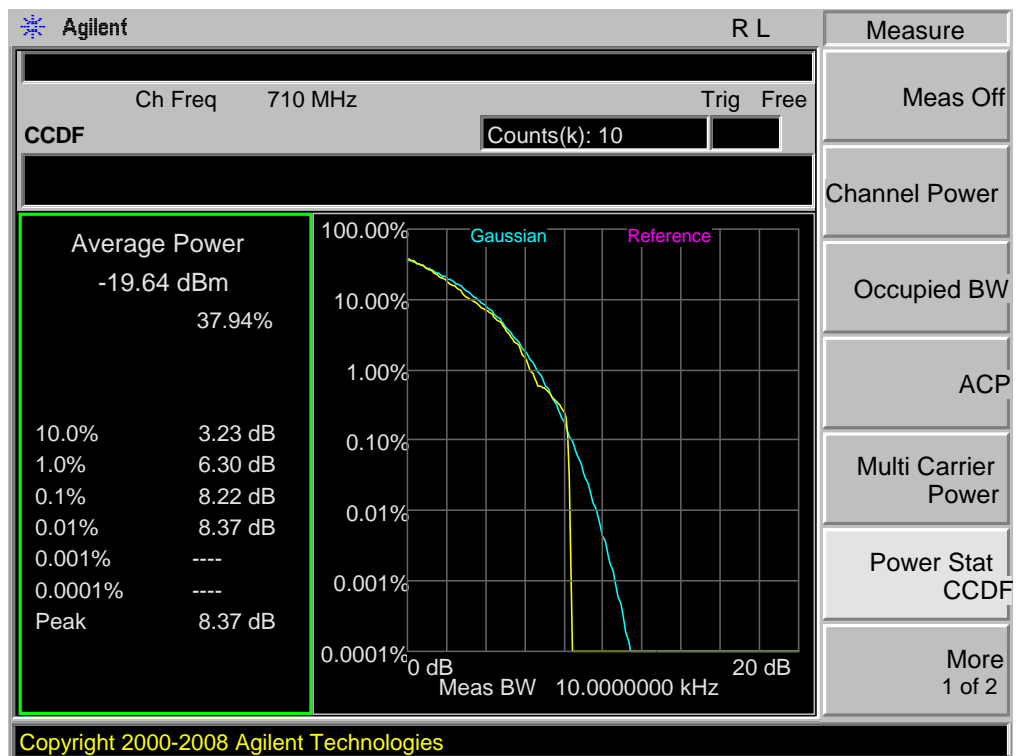 Agilent
R L
Measure
Ch Freq 710 MHz
Trig Free
CCDF
Counts(k): 10
Meas Off
Channel Power
Occupied BW
ACP
Multi Carrier
Power
Power Stat
CCDF
More
1 of 2
Average Power
-19.64 dBm
37.94%
10.0% 3.23 dB
1.0% 6.30 dB
0.1% 8.22 dB
0.01% 8.37 dB
0.001% ----
0.0001% ----
Peak 8.37 dB
Gaussian
Reference
100.00%
10.00%
1.00%
0.10%
0.01%
0.001%
0.0001%
0 dB
20 dB
Meas BW 10.0000000 kHz
Copyright 2000-2008 Agilent Technologies